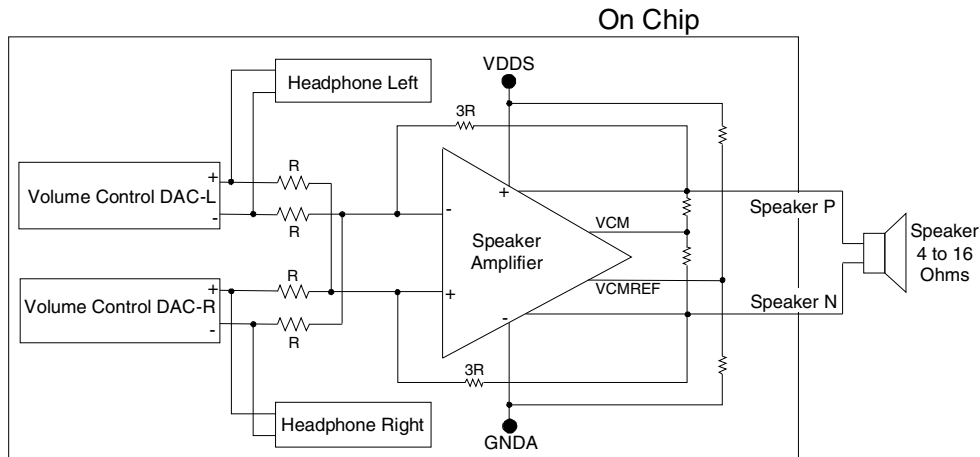 On Chip
VDDS
Headphone Left
3R
R
+
Volume Control DAC-L
-
R
+
-
Speaker P
VCM
Speaker
Amplifier
Speaker
4 to 16
Ohms
R
+
+
Volume Control DAC-R
VCMREF
Speaker N
-
R
-
3R
Headphone Right
GNDA